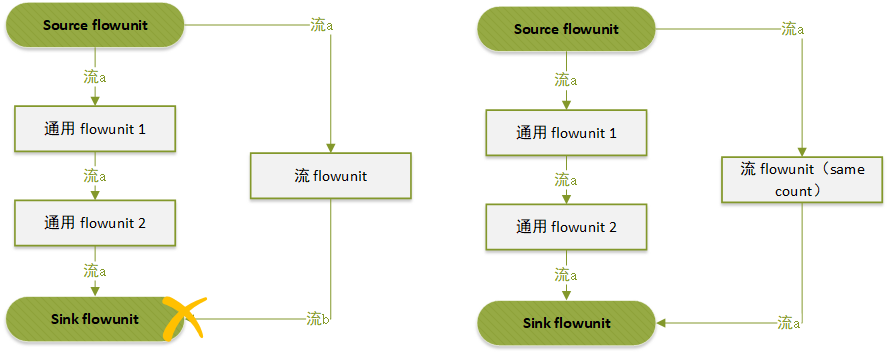 Source flowunit
流a
流a
通用 flowunit 1
流a
流 flowunit
通用 flowunit 2
流a
Sink flowunit
流b
Source flowunit
流a
流a
通用 flowunit 1
流a
流 flowunit（same
count）
通用 flowunit 2
流a
Sink flowunit
流a